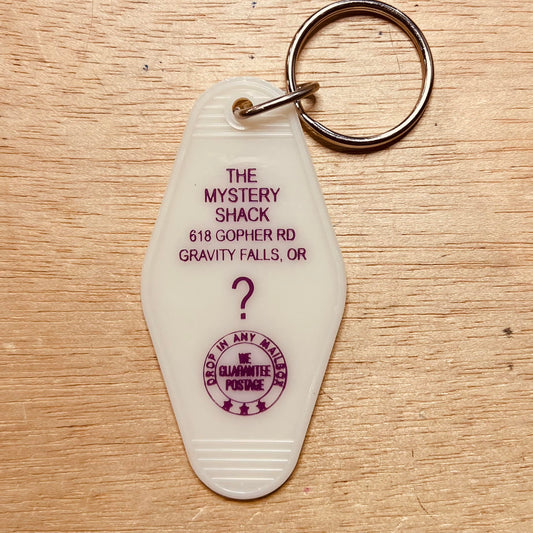 THE
MYSTERY
SHACK
618 GOPHER RD
GRAVITY FALLS, OR
?
DROP IN ANY MAILBOX
WE
GUARANTEE
POSTAGE